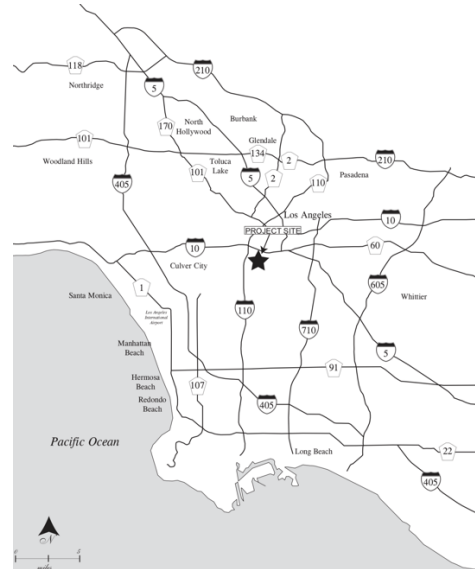 118
210
Northridge
5
170
North
Hollywood
Burbank
Glendale
101
134
2
210
Woodland Hills
Toluca
Lake
405
101
5
2
110
Pasadena
Los Angeles
PROJECT SITE
10
10
60
Culver City
1
605
Santa Monica
Los Angeles
International
Airport
110
Whittier
710
Manhattan
Beach
5
91
Hermosa
Beach
107
Redondo
Beach
405
Pacific Ocean
Long Beach
22
405
N
0
5
miles